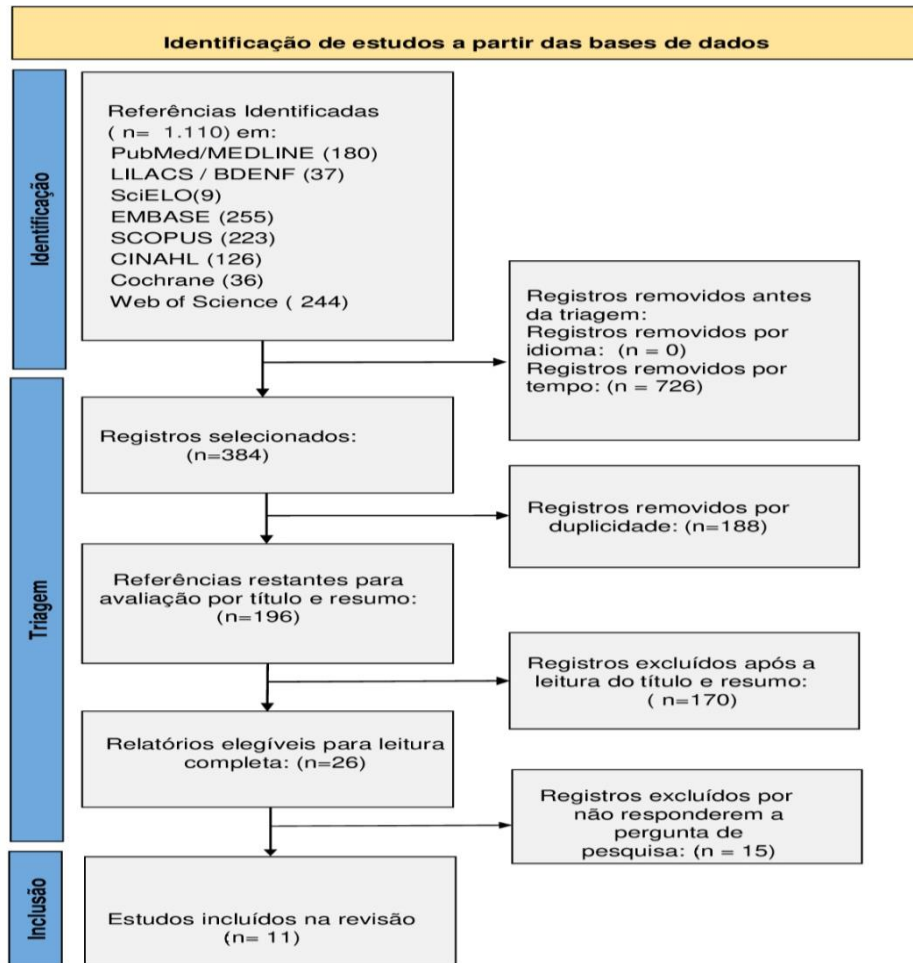 Identificação de estudos a partir das bases de dados
Identificação
Referências Identificadas
( n=  1.110) em:
PubMed/MEDLINE (180)
LILACS / BDENF (37)
SciELO(9)
EMBASE (255)
SCOPUS (223)
CINAHL (126)
Cochrane (36)
Web of Science ( 244)
Registros removidos antes
da triagem:
Registros removidos por
idioma:  (n = 0)
Registros removidos por
tempo: (n = 726)
Triagem
Registros selecionados:
(n=384)
Registros removidos por
duplicidade: (n=188)
Referências restantes para
avaliação por título e resumo:
(n=196)
Registros excluídos após a
leitura do título e resumo:
( n=170)
Relatórios elegíveis para leitura
completa: (n=26)
Registros excluídos por
não responderem a
pergunta de
pesquisa: (n = 15)
Inclusão
Estudos incluídos na revisão
(n= 11)